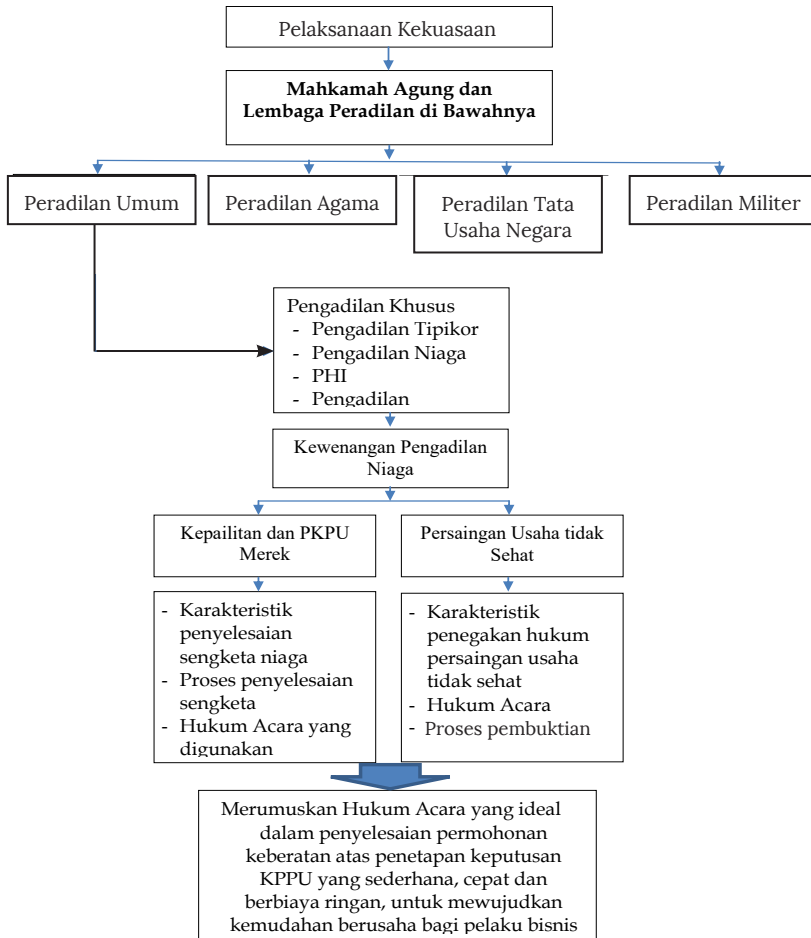 Pelaksanaan Kekuasaan
Mahkamah Agung dan
Lembaga Peradilan di Bawahnya
Peradilan Umum
Peradilan Agama
Peradilan Tata
Usaha Negara
Peradilan Militer
Pengadilan Khusus
- Pengadilan Tipikor
- Pengadilan Niaga
- PHI
- Pengadilan
Kewenangan Pengadilan
Niaga
Kepailitan dan PKPU
Merek
Persaingan Usaha tidak
Sehat
- Karakteristik
penyelesaian
sengketa niaga
- Proses penyelesaian
sengketa
- Hukum Acara yang
digunakan
- Karakteristik
penegakan hukum
persaingan usaha
tidak sehat
- Hukum Acara
- Proses pembuktian
Merumuskan Hukum Acara yang ideal
dalam penyelesaian permohonan
keberatan atas penetapan keputusan
KPPU yang sederhana, cepat dan
berbiaya ringan, untuk mewujudkan
kemudahan berusaha bagi pelaku bisnis